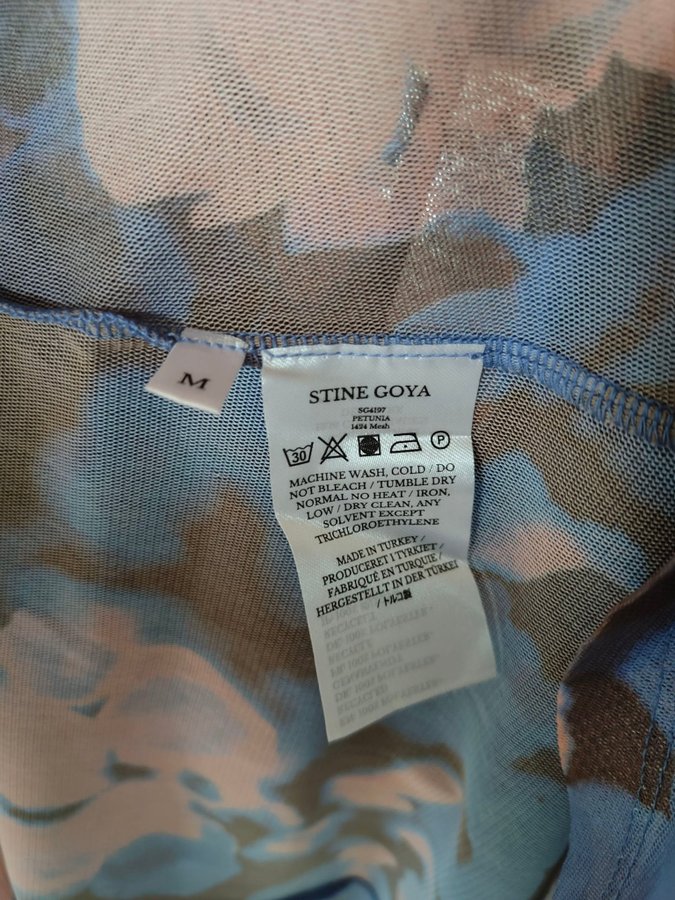 M
STINE GOYA
SG4197
PETUNIA
1424 Mesh
30
P
MACHINE WASH, COLD / DO
NOT BLEACH / TUMBLE DRY
NORMAL NO HEAT / IRON,
LOW / DRY CLEAN, ANY
SOLVENT EXCEPT
TRICHLOROETHYLENE
MADE IN TURKEY /
PRODUCERET I TYRKIET /
FABRIQUÉ EN TURQUIE /
HERGESTELLT IN DER TÜRKEI
/ トルコ製